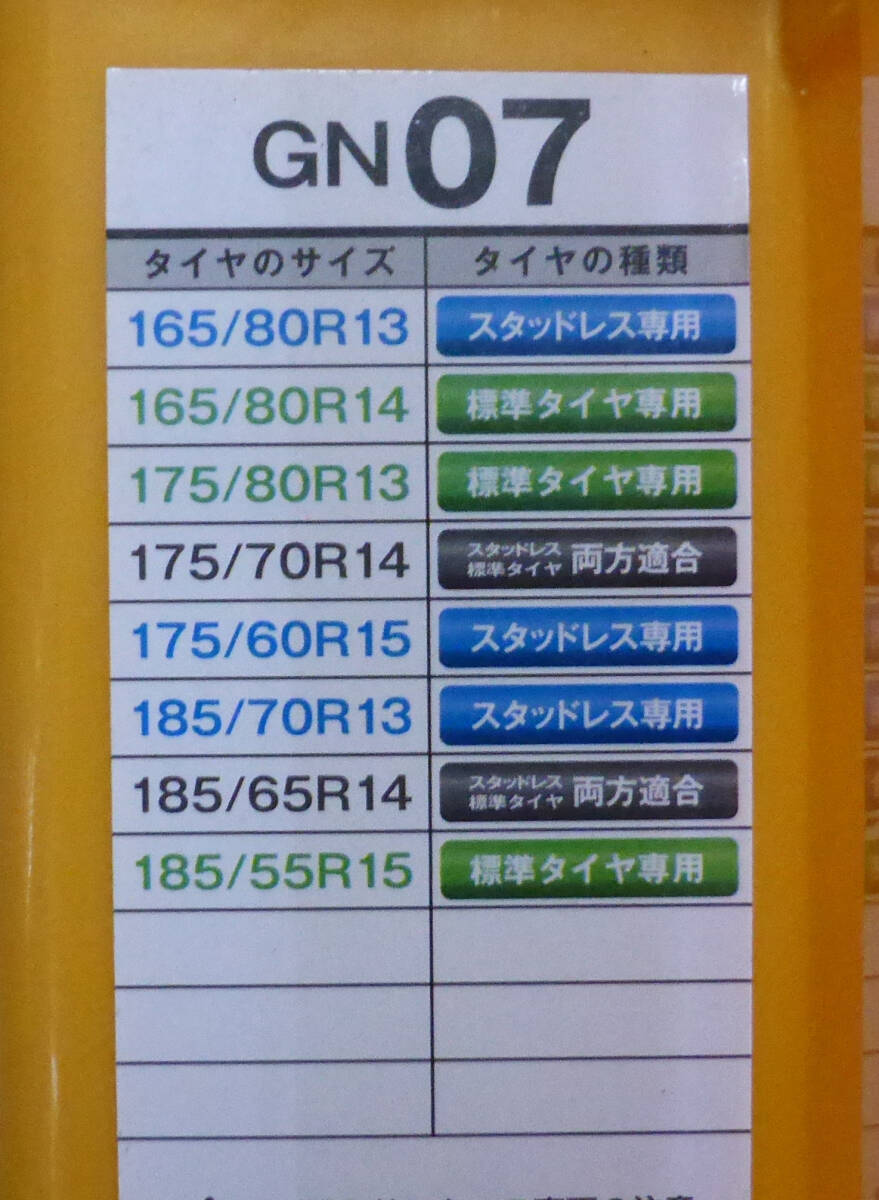 GN07
タイヤのサイズ タイヤの種類
165/80R13 スタッドレス専用
165/80R14 標準タイヤ専用
175/80R13 標準タイヤ専用
175/70R14 スタッドレス標準タイヤ 両方適合
175/60R15 スタッドレス専用
185/70R13 スタッドレス専用
185/65R14 スタッドレス標準タイヤ 両方適合
185/55R15 標準タイヤ専用